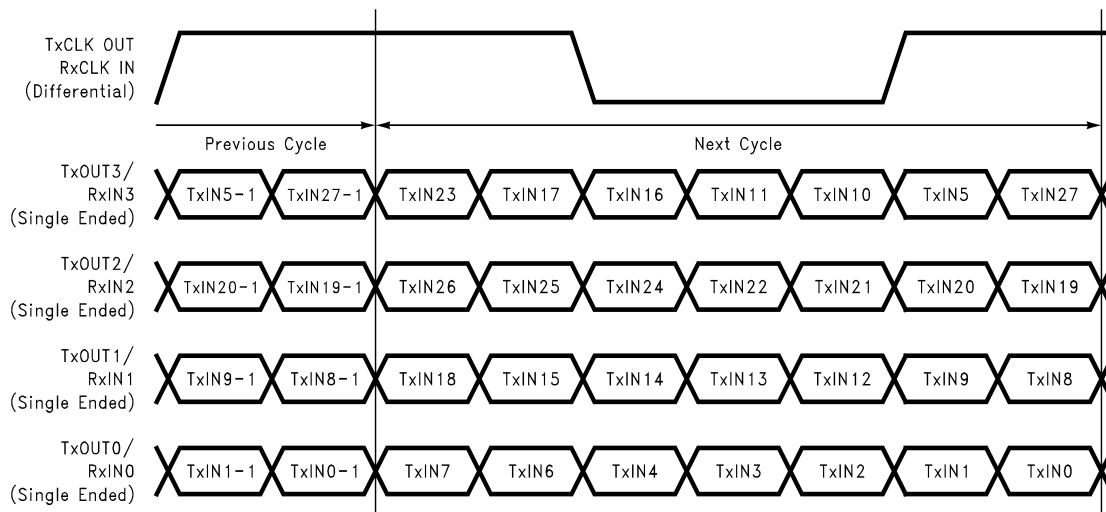 TxCLK OUT
RxCLK IN
(Differential)
Previous Cycle
Next Cycle
TxOUT3/
RxIN3
(Single Ended)
TxIN5-1 TxIN27-1 TxIN23 TxIN17 TxIN16 TxIN11 TxIN10 TxIN5 TxIN27
TxOUT2/
RxIN2
(Single Ended)
TxIN20-1 TxIN19-1 TxIN26 TxIN25 TxIN24 TxIN22 TxIN21 TxIN20 TxIN19
TxOUT1/
RxIN1
(Single Ended)
TxIN9-1 TxIN8-1 TxIN18 TxIN15 TxIN14 TxIN13 TxIN12 TxIN9 TxIN8
TxOUT0/
RxIN0
(Single Ended)
TxIN1-1 TxIN0-1 TxIN7 TxIN6 TxIN4 TxIN3 TxIN2 TxIN1 TxIN0